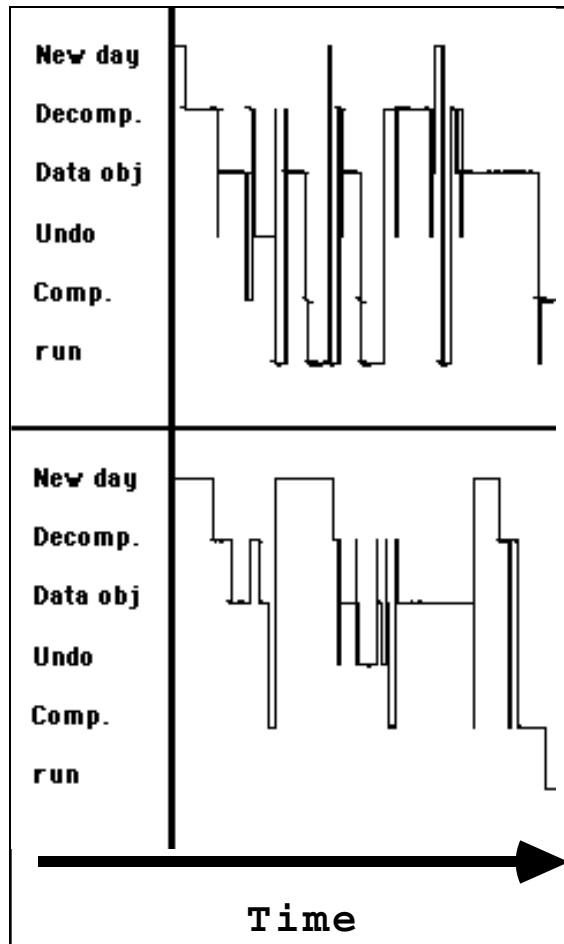 New day
Decomp.
Data obj
Undo
Comp.
run
New day
Decomp.
Data obj
Undo
Comp.
run
Time